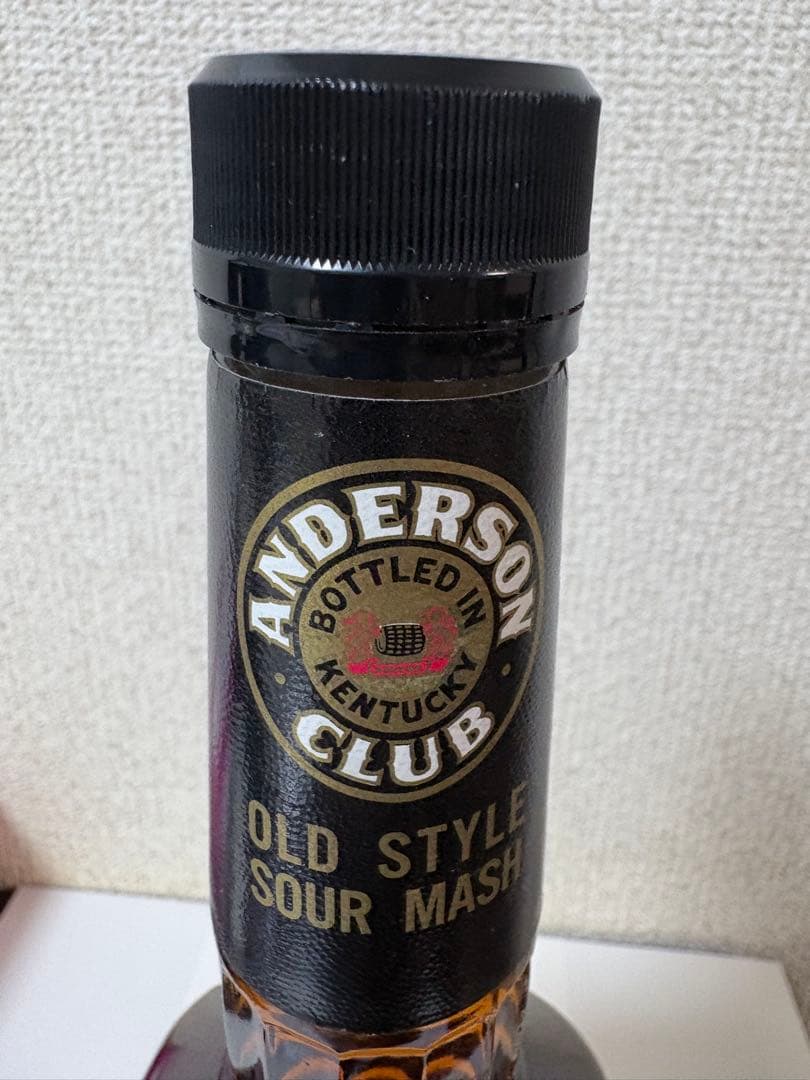 ANDERSON
BOTTLED IN
KENTUCKY
CLUB
OLD STYLE
SOUR MASH